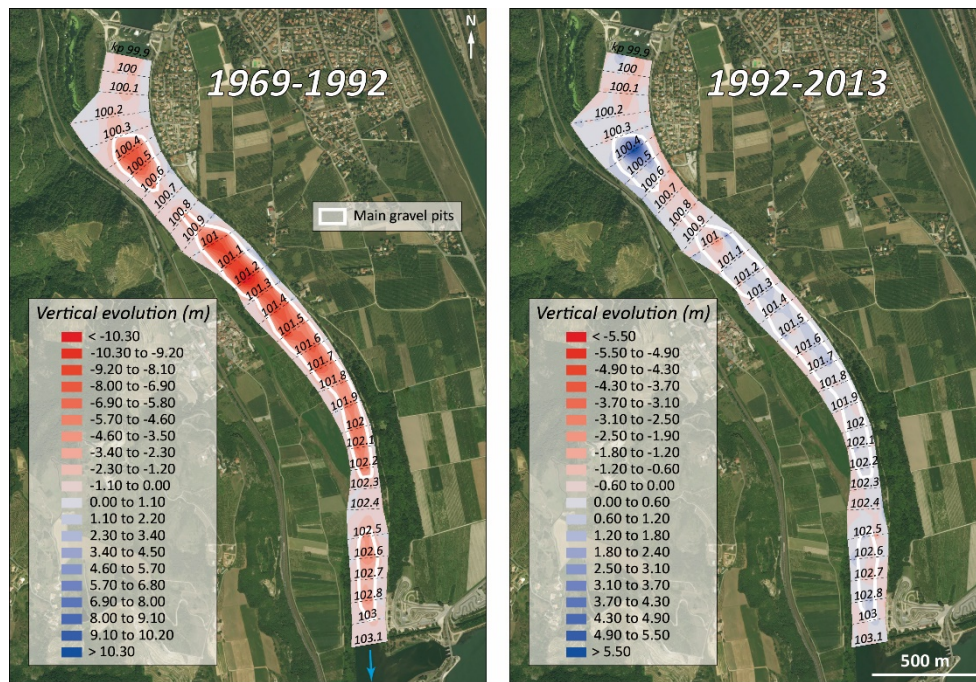 N
1969-1992
kp 99.9
100
100.1
100.2
100.3
100.4
100.5
100.6
100.7
100.8
100.9
101
101.1
101.2
101.3
101.4
101.5
101.6
101.7
101.8
101.9
102
102.1
102.2
102.3
102.4
102.5
102.6
102.7
102.8
103
103.1
Main gravel pits
Vertical evolution (m)
< -10.30
-10.30 to -9.20
-9.20 to -8.10
-8.00 to -6.90
-6.90 to -5.80
-5.70 to -4.60
-4.60 to -3.50
-3.40 to -2.30
-2.30 to -1.20
-1.10 to 0.00
0.00 to 1.10
1.10 to 2.20
2.30 to 3.40
3.40 to 4.50
4.60 to 5.70
5.70 to 6.80
6.90 to 8.00
8.00 to 9.10
9.10 to 10.20
> 10.30
1992-2013
kp 99.9
100
100.1
100.2
100.3
100.4
100.5
100.6
100.7
100.8
100.9
101
101.1
101.2
101.3
101.4
101.5
101.6
101.7
101.8
101.9
102
102.1
102.2
102.3
102.4
102.5
102.6
102.7
102.8
103
103.1
Vertical evolution (m)
< -5.50
-5.50 to -4.90
-4.90 to -4.30
-4.30 to -3.70
-3.70 to -3.10
-3.10 to -2.50
-2.50 to -1.90
-1.80 to -1.20
-1.20 to -0.60
-0.60 to 0.00
0.00 to 0.60
0.60 to 1.20
1.20 to 1.80
1.80 to 2.40
2.50 to 3.10
3.10 to 3.70
3.70 to 4.30
4.30 to 4.90
4.90 to 5.50
> 5.50
500 m